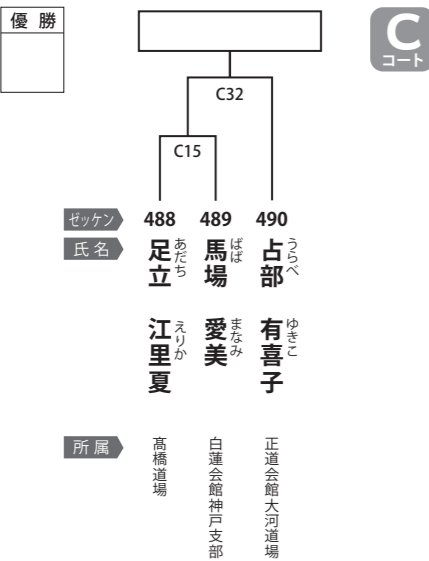 優勝
C
コート
C32
C15
ゼッケン 488 489 490
氏名
足立 江里夏
あだち えりか
馬場 愛美
ばば まなみ
占部 有喜子
うらべ ゆきこ
所属
髙橋道場
白蓮会館神戸支部
正道会館大河道場